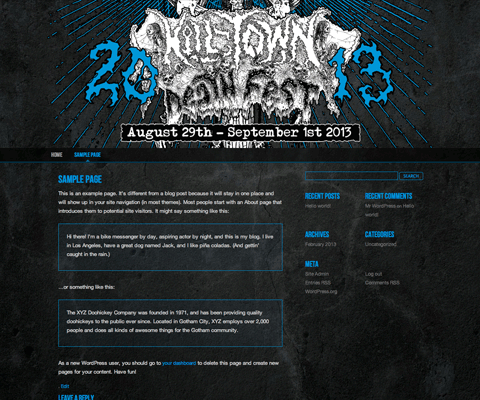 KILL-TOWN
20 13
DEATH FEST
August 29th – September 1st 2013
HOME SAMPLE PAGE
SAMPLE PAGE
This is an example page. It's different from a blog post because it will stay in one place and
will show up in your site navigation (in most themes). Most people start with an About page that
introduces them to potential site visitors. It might say something like this:
Hi there! I'm a bike messenger by day, aspiring actor by night, and this is my blog. I live
in Los Angeles, have a great dog named Jack, and I like piña coladas. (And gettin'
caught in the rain.)
...or something like this:
The XYZ Doohickey Company was founded in 1971, and has been providing quality
doohickeys to the public ever since. Located in Gotham City, XYZ employs over 2,000
people and does all kinds of awesome things for the Gotham community.
As a new WordPress user, you should go to your dashboard to delete this page and create new
pages for your content. Have fun!
Edit
LEAVE A REPLY
SEARCH
RECENT POSTS
Hello world!
RECENT COMMENTS
Mr WordPress on Hello
world!
ARCHIVES
February 2013
CATEGORIES
Uncategorized
META
Site Admin
Log out
Entries RSS
Comments RSS
WordPress.org